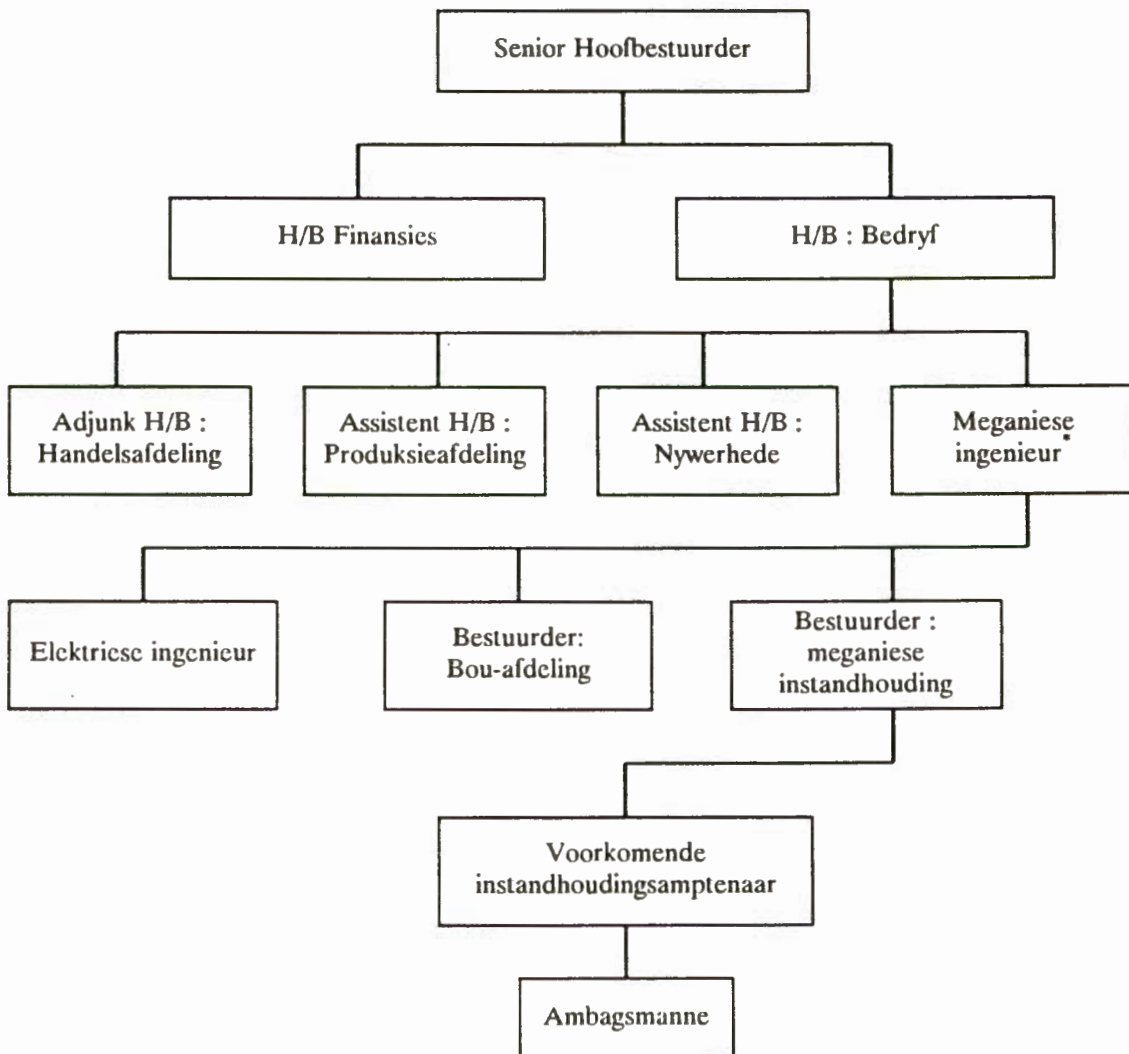 Senior Hoofbestuurder
H/B Finansies
H/B : Bedryf
Adjunk H/B :
Handelsafdeling
Assistent H/B :
Produksieafdeling
Assistent H/B :
Nywerhede
Meganiese
ingenieur*
Elektriese ingenieur
Bestuurder:
Bou-afdeling
Bestuurder :
meganiese
instandhouding
Voorkomende
instandhoudingsamptenaar
Ambagsmanne